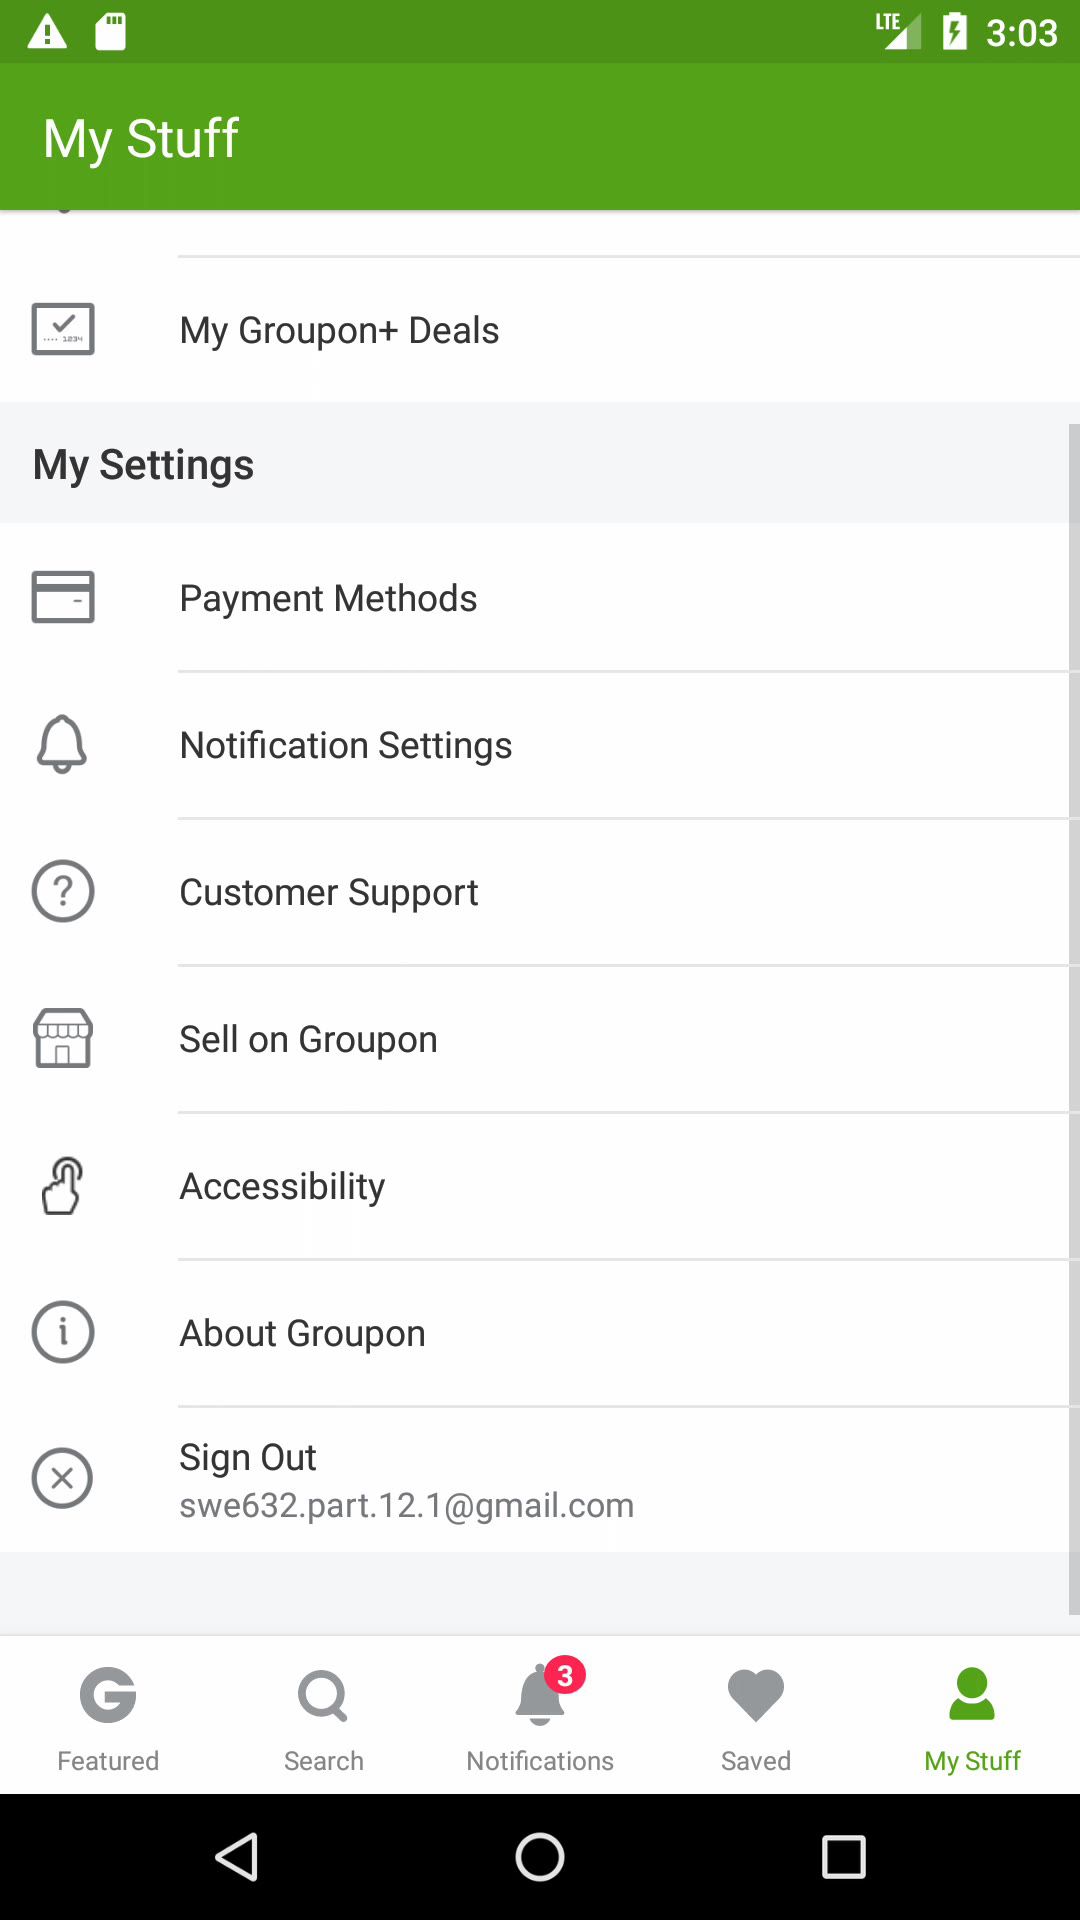 LTE 3:03
My Stuff
My Groupon+ Deals
My Settings
Payment Methods
Notification Settings
Customer Support
Sell on Groupon
Accessibility
About Groupon
Sign Out
swe632.part.12.1@gmail.com
3
Featured Search Notifications Saved My Stuff